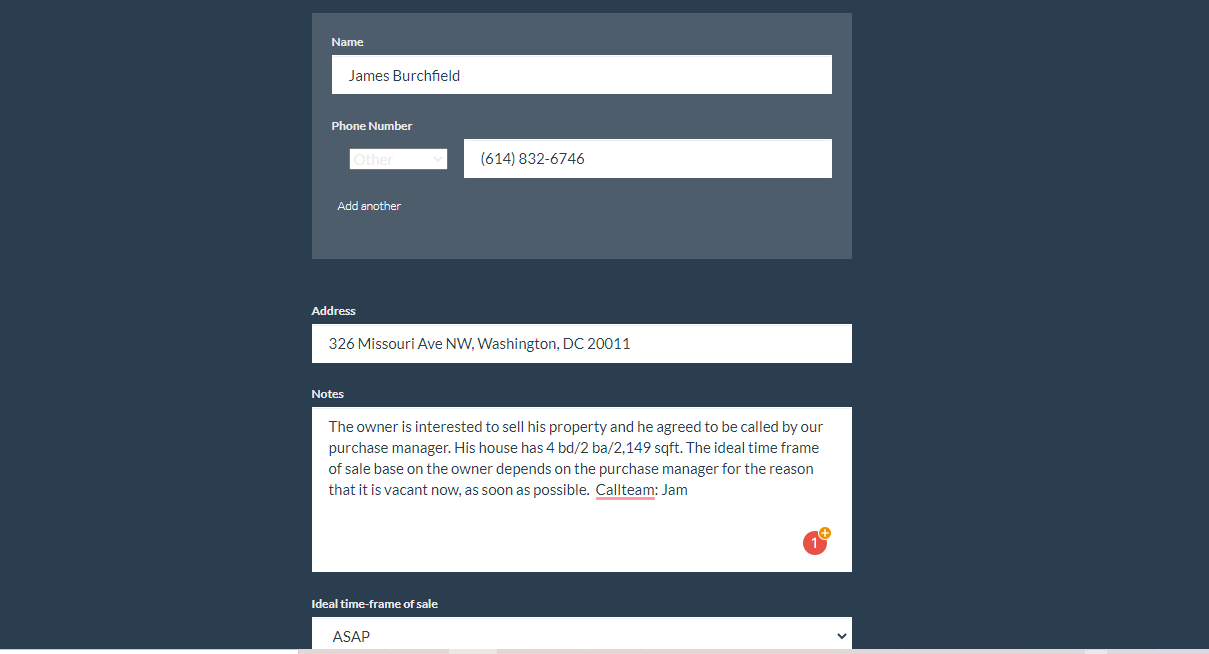 Name
James Burchfield
Phone Number
Other
(614) 832-6746
Add another
Address
326 Missouri Ave NW, Washington, DC 20011
Notes
The owner is interested to sell his property and he agreed to be called by our
purchase manager. His house has 4 bd/2 ba/2,149 sqft. The ideal time frame
of sale base on the owner depends on the purchase manager for the reason
that it is vacant now, as soon as possible.  Callteam: Jam
1
Ideal time-frame of sale
ASAP